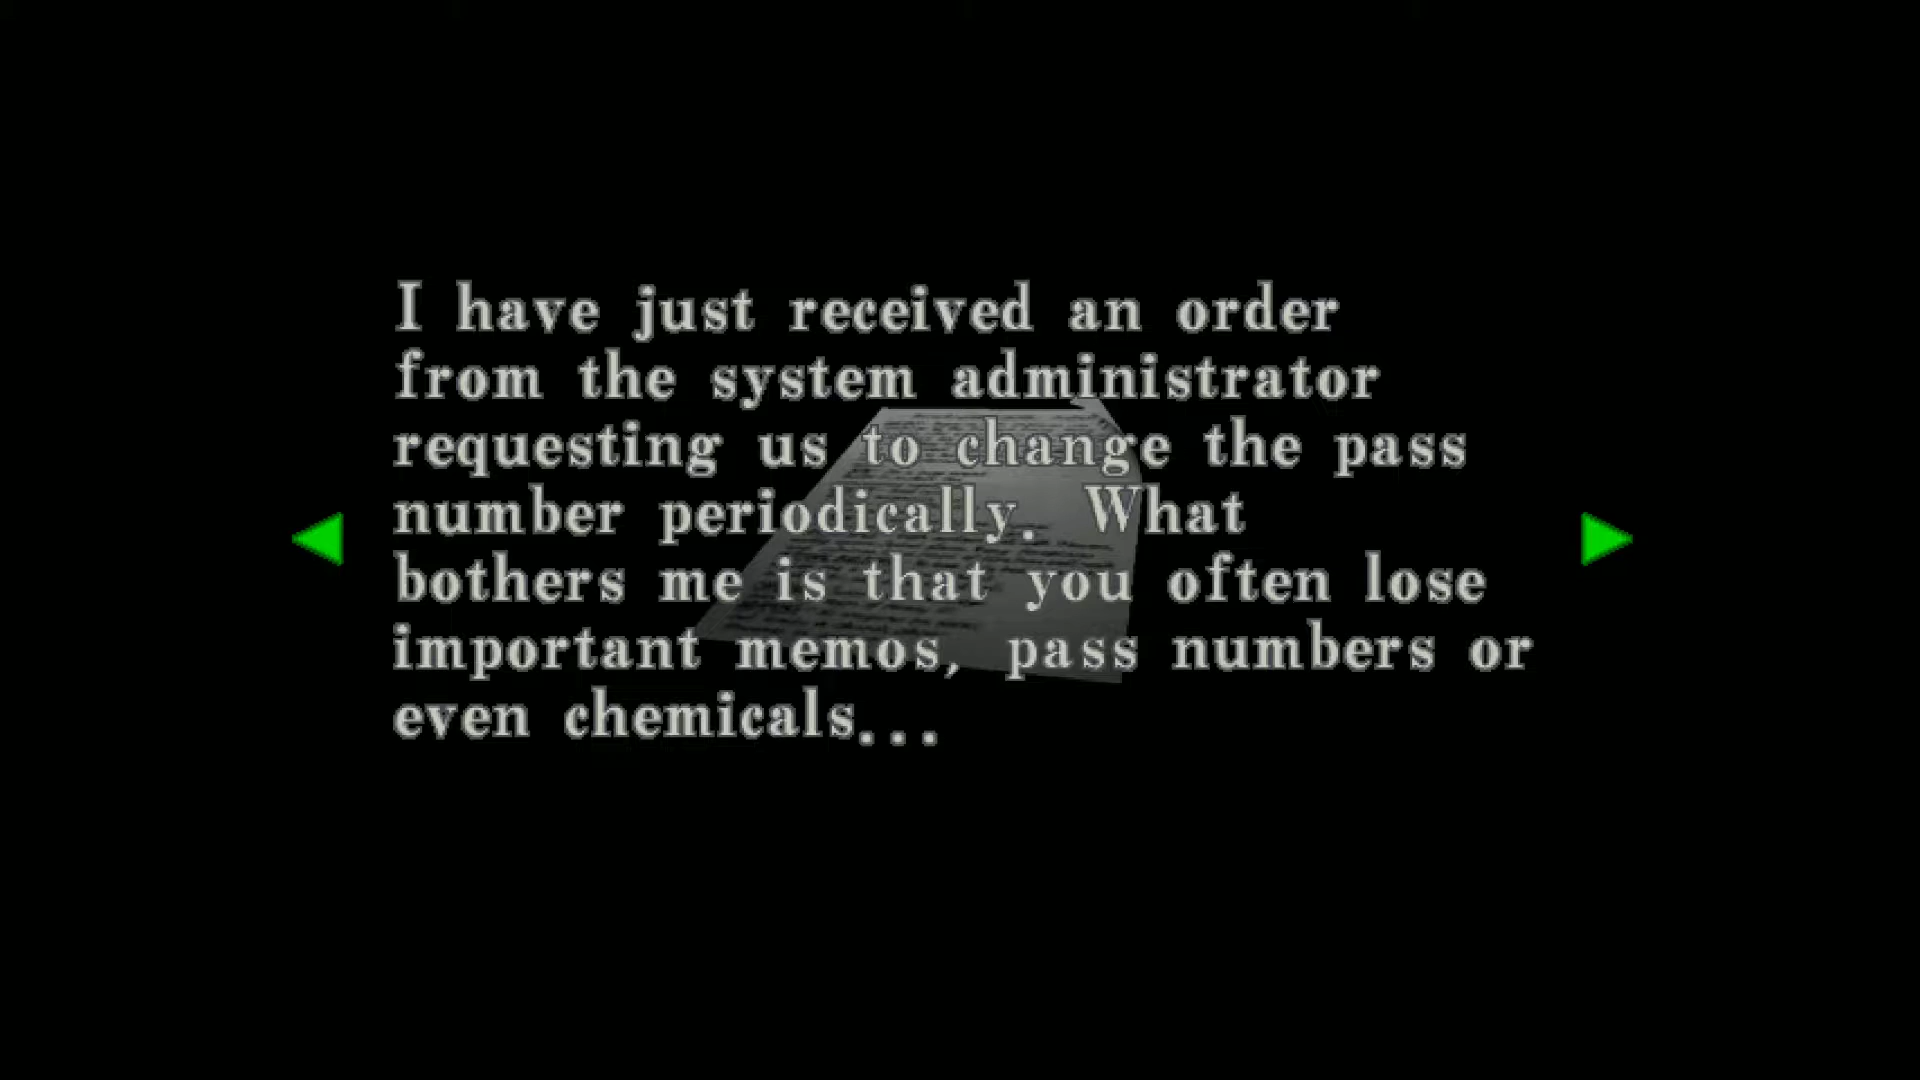 I have just received an order
from the system administrator
requesting us to change the pass
number periodically. What
bothers me is that you often lose
important memos, pass numbers or
even chemicals...